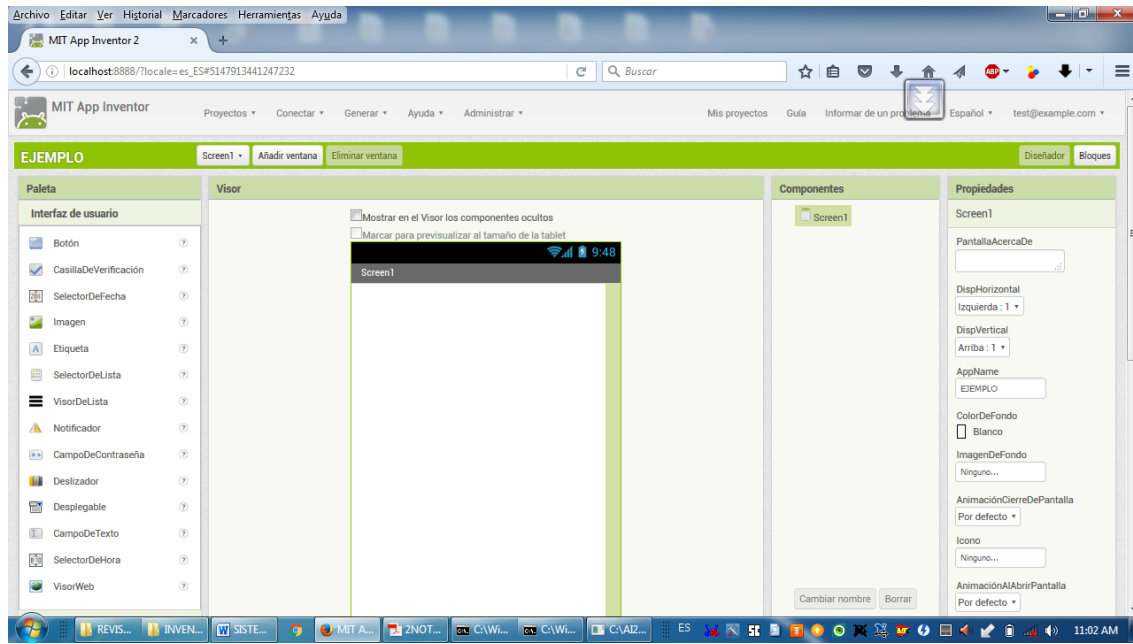 Archivo Editar Ver Historial Marcadores Herramientas Ayuda
MIT App Inventor 2
localhost:8888/?locale=es_ES#5147913441247232
Buscar
ABP
MIT App Inventor
Proyectos Conectar Generar Ayuda Administrar Mis proyectos Guía Informar de un problema Español test@example.com
EJEMPLO Screen1 Añadir ventana Eliminar ventana Diseñador Bloques
Paleta
Interfaz de usuario
Botón
CasillaDeVerificación
SelectorDeFecha
Imagen
Etiqueta
SelectorDeLista
VisorDeLista
Notificador
CampoDeContraseña
Deslizador
Desplegable
CampoDeTexto
SelectorDeHora
VisorWeb
Visor
Mostrar en el Visor los componentes ocultos
Marcar para previsualizar al tamaño de la tablet
9:48
Screen1
Componentes
Screen1
Cambiar nombre Borrar
Propiedades
Screen1
PantallaAcercaDe
DispHorizontal
Izquierda : 1
DispVertical
Arriba : 1
AppName
EJEMPLO
ColorDeFondo
Blanco
ImagenDeFondo
Ninguno...
AnimaciónCierreDePantalla
Por defecto
Icono
Ninguno...
AnimaciónAlAbrirPantalla
Por defecto
REVIS... INVEN... SISTE... MIT A... 2NOT... C:\Wi... C:\Wi... C:\AI2... ES 11:02 AM